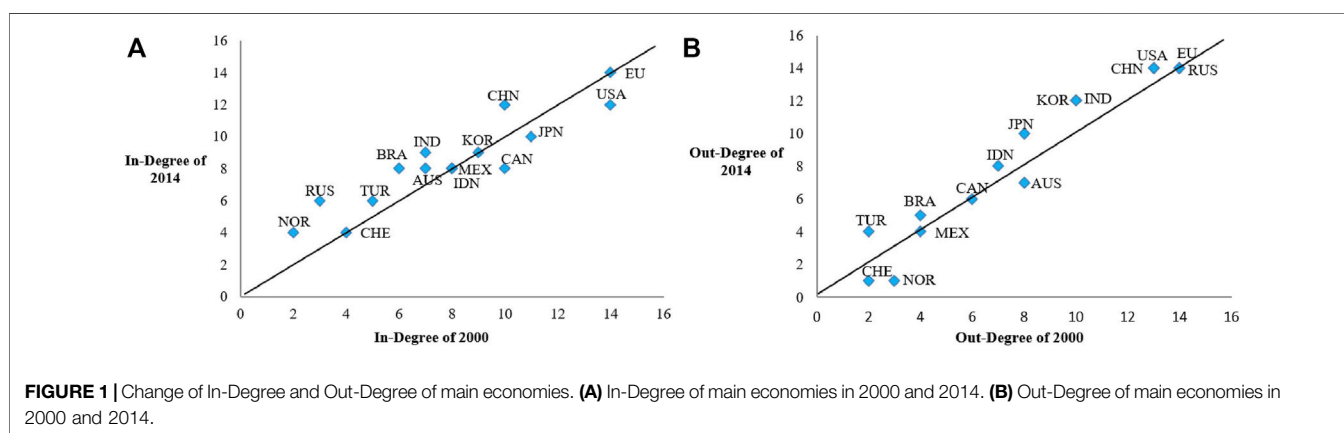 A
16
14
12
10
8
6
4
2
0
In-Degree of
2014
EU
USA
CHN
JPN
IND
KOR
BRA
CAN
AUS
MEX
IDN
RUS
TUR
NOR
CHE
0 2 4 6 8 10 12 14 16
In-Degree of 2000
B
16
14
12
10
8
6
4
2
0
Out-Degree of
2014
USA
EU
CHN
RUS
KOR
IND
JPN
IDN
AUS
CAN
BRA
TUR
MEX
CHE
NOR
0 2 4 6 8 10 12 14 16
Out-Degree of 2000
FIGURE 1 | Change of In-Degree and Out-Degree of main economies. (A) In-Degree of main economies in 2000 and 2014. (B) Out-Degree of main economies in
2000 and 2014.